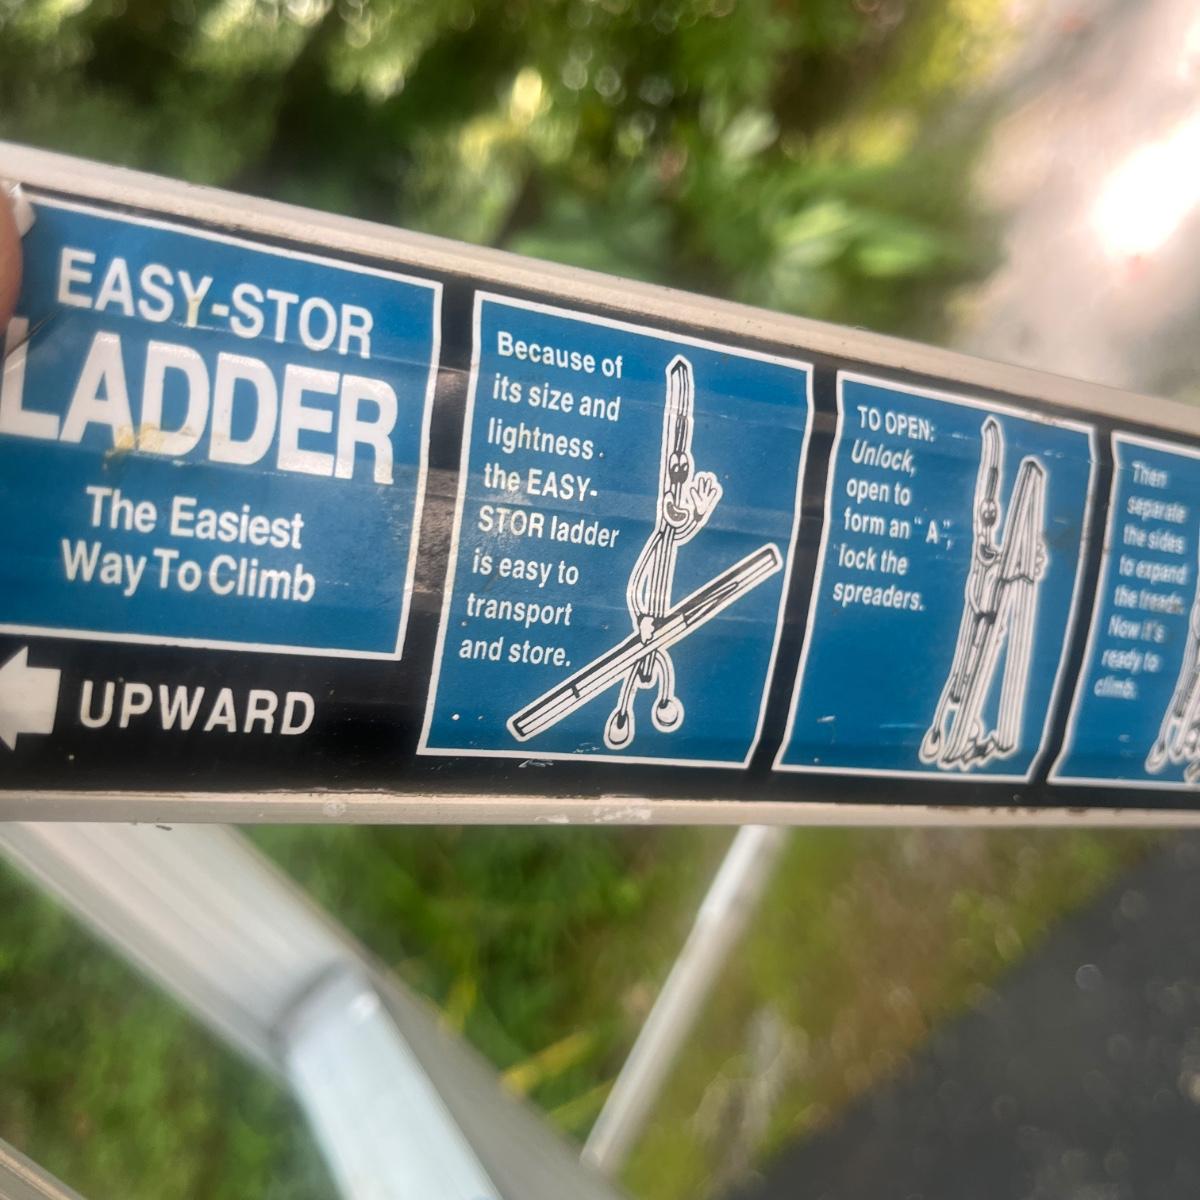 EASY-STOR
LADDER
The Easiest
Way To Climb
UPWARD
Because of
its size and
lightness.
the EASY-
STOR ladder
is easy to
transport
and store.
TO OPEN:
Unlock,
open to
form an "A",
lock the
spreaders.
Then
separate
the sides
to expand
the treads.
Now it's
ready to
climb.